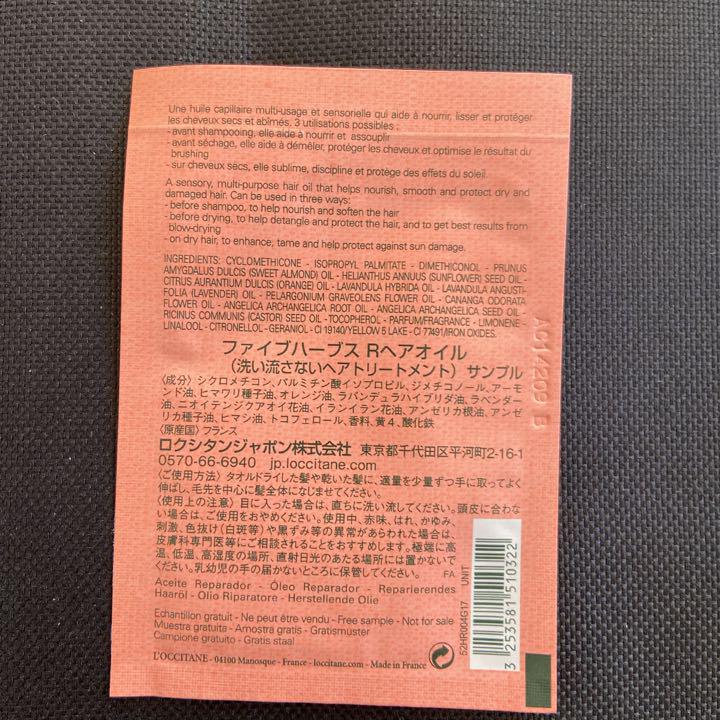 Une huile capillaire multi-usage et sensorielle qui aide à nourrir, lisser et protéger
les cheveux secs et abîmés. 3 utilisations possibles :
- avant shampooing, elle aide à nourrir et assouplir
- avant séchage, elle aide à démêler, protéger les cheveux et optimise le résultat du
brushing
- sur cheveux secs, elle sublime, discipline et protège des effets du soleil.
A sensory, multi-purpose hair oil that helps nourish, smooth and protect dry and
damaged hair. Can be used in three ways:
- before shampoo, to help nourish and soften the hair
- before drying, to help detangle and protect the hair, and to get best results from
blow-drying
- on dry hair, to enhance, tame and help protect against sun damage.
INGREDIENTS: CYCLOMETHICONE - ISOPROPYL PALMITATE - DIMETHICONOL - PRUNUS
AMYGDALUS DULCIS (SWEET ALMOND) OIL - HELIANTHUS ANNUUS (SUNFLOWER) SEED OIL -
CITRUS AURANTIUM DULCIS (ORANGE) OIL - LAVANDULA HYBRIDA OIL - LAVANDULA ANGUSTI-
FOLIA (LAVENDER) OIL - PELARGONIUM GRAVEOLENS FLOWER OIL - CANANGA ODORATA
FLOWER OIL - ANGELICA ARCHANGELICA ROOT OIL - ANGELICA ARCHANGELICA SEED OIL -
RICINUS COMMUNIS (CASTOR) SEED OIL -TOCOPHEROL - PARFUM/FRAGRANCE - LIMONENE
LINALOOL - CITRONELLOL - GERANIOL - CI 19140/YELLOW 5 LAKE - CI 77491/IRON OXIDES.
A014209 B
ファイブハーブス Rヘアオイル
（洗い流さないヘアトリートメント）サンプル
〈成分〉シクロメチコン、パルミチン酸イソプロピル、ジメチコノール、アーモ
ンド油、ヒマワリ種子油、オレンジ油、ラバンデュラハイブリダ油、ラベンダー
油、ニオイテンジクアオイ花油、イランイラン花油、アンゼリカ根油、アンゼ
リカ種子油、ヒマシ油、トコフェロール、香料、黄４、酸化鉄
〈原産国〉フランス
ロクシタンジャポン株式会社 東京都千代田区平河町2-16-1
0570-66-6940 jp.loccitane.com
〈ご使用方法〉タオルドライした髪や乾いた髪に、適量を少量ずつ手に取ってよく
伸ばし、毛先を中心に髪全体になじませてください。
〈使用上の注意〉目に入った場合は、直ちに洗い流してください。頭皮に合わな
い場合は、ご使用をおやめください。使用中、赤味、はれ、かゆみ、
刺激、色抜け（白斑等）や黒ずみ等の異常があらわれた場合は、
皮膚科専門医等にご相談されることをおすすめします。極端に高
温、低温、高湿度の場所、直射日光のあたる場所には置かないで
ください。乳幼児の手の届かないところに保管してください。 FA
Aceite Reparador - Óleo Reparador - Reparierendes
Haaröl - Olio Riparatore - Herstellende Olie
Echantillon gratuit - Ne peut être vendu - Free sample - Not for sale
Muestra gratuita - Amostra gratis - Gratismuster
Campione gratuito - Gratis staal
L'OCCITANE - 04100 Manosque - France - loccitane.com - Made in France
52HR004G17 UNIT
3 253581 510322